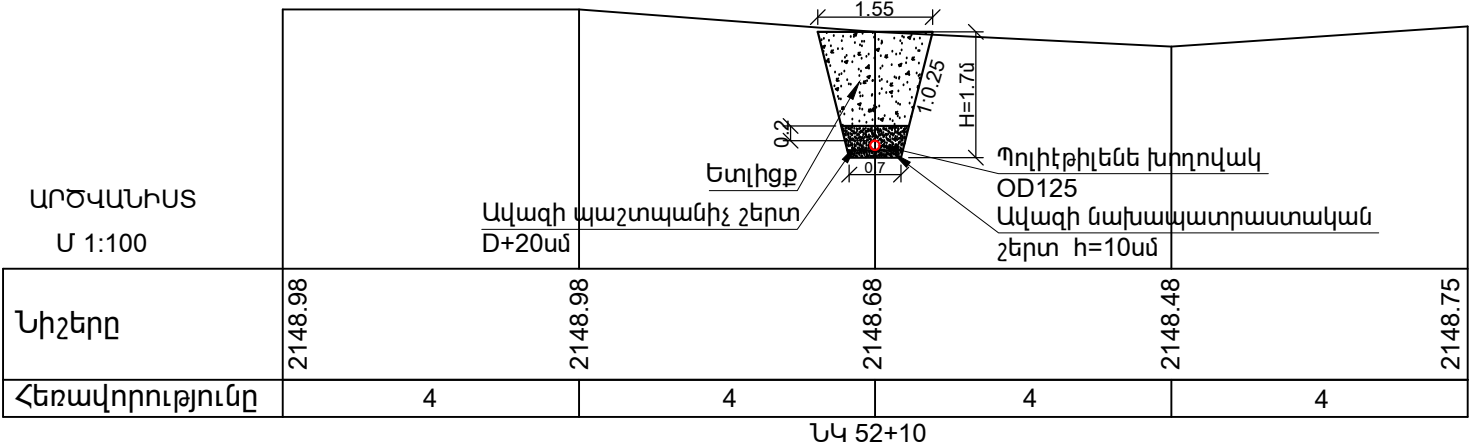 1.55
1:0.25
H=1.7մ
0.2
0.7
Ետլիցք
Պոլիէթիլենե խողովակ
OD125
Ավազի պաշտպանիչ շերտ
D+20սմ
Ավազի նախապատրաստական
շերտ h=10սմ
ԱՐԾՎԱՆԻՍՏ
Մ 1:100
Նիշերը
2148.98
2148.98
2148.68
2148.48
2148.75
Հեռավորությունը
4
4
4
4
ՆԿ 52+10